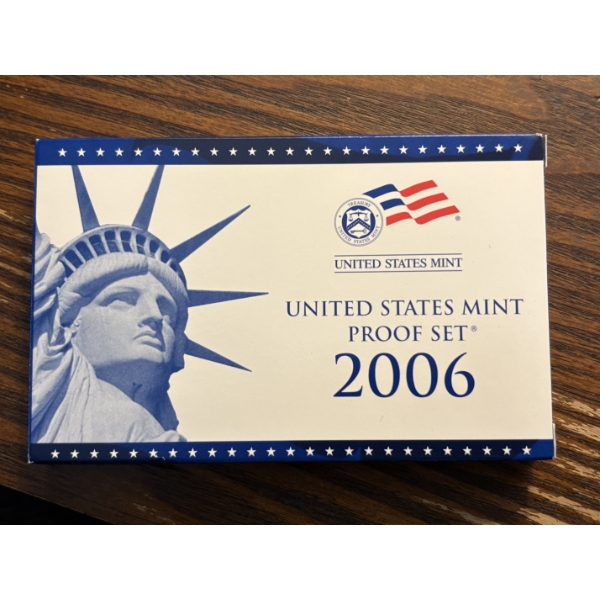 UNITED STATES MINT
UNITED STATES MINT
PROOF SET®
2006